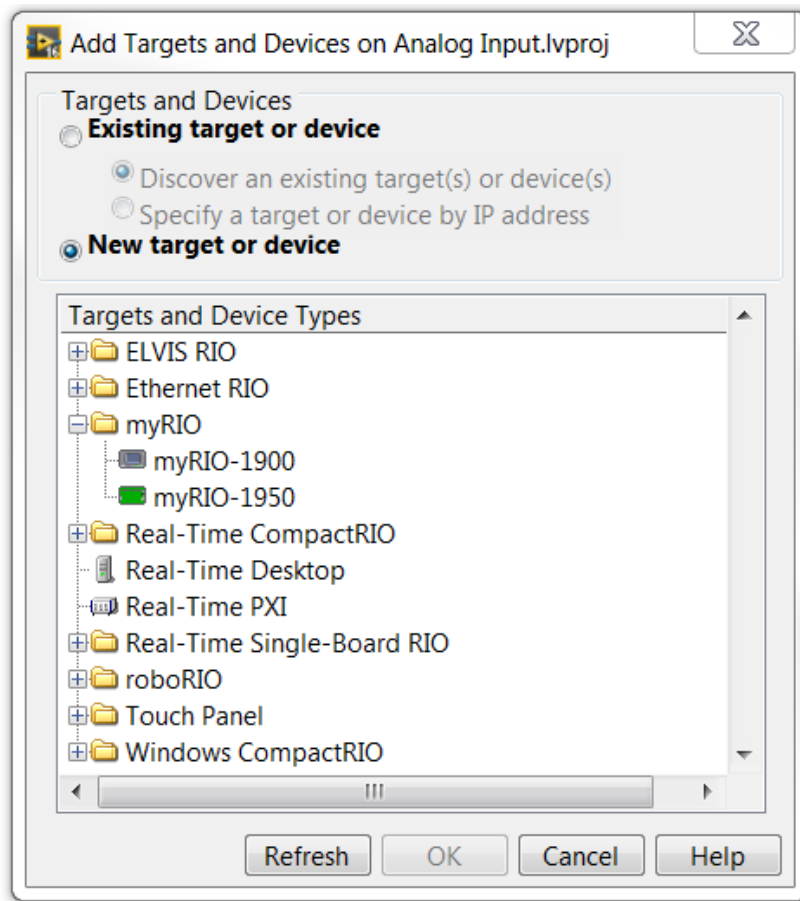 Add Targets and Devices on Analog Input.lvproj
Targets and Devices
Existing target or device
Discover an existing target(s) or device(s)
Specify a target or device by IP address
New target or device
Targets and Device Types
ELVIS RIO
Ethernet RIO
myRIO
myRIO-1900
myRIO-1950
Real-Time CompactRIO
Real-Time Desktop
Real-Time PXI
Real-Time Single-Board RIO
roboRIO
Touch Panel
Windows CompactRIO
Refresh OK Cancel Help